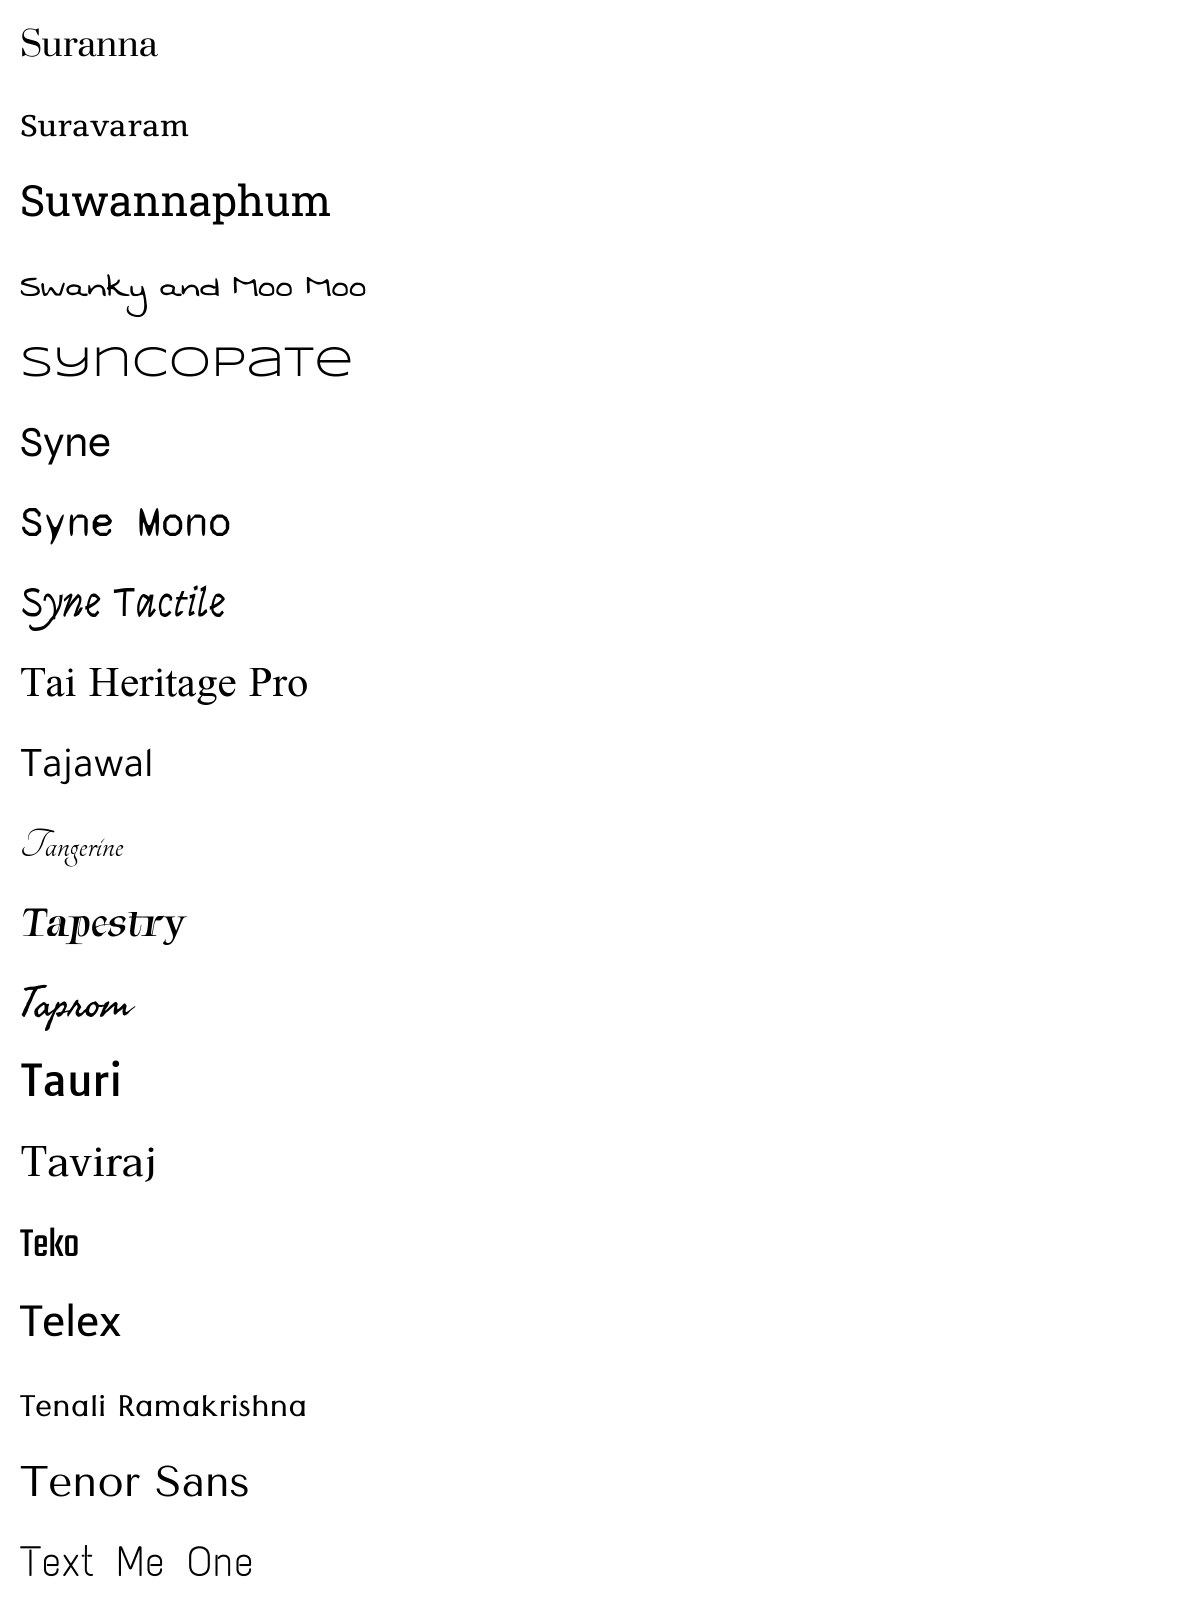 Suranna
Suravaram
Suwannaphum
Swanky and Moo Moo
Syncopate
Syne
Syne Mono
Syne Tactile
Tai Heritage Pro
Tajawal
Tangerine
Tapestry
Taprom
Tauri
Taviraj
Teko
Telex
Tenali Ramakrishna
Tenor Sans
Text Me One